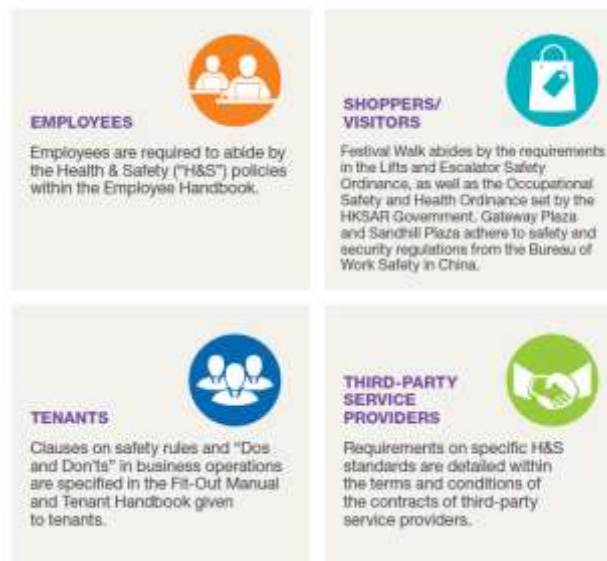 EMPLOYEES
Employees are required to abide by
the Health & Safety ("H&S") policies
within the Employee Handbook.
SHOPPERS/
VISITORS
Festival Walk abides by the requirements
in the Lifts and Escalator Safety
Ordinance, as well as the Occupational
Safety and Health Ordinance set by the
HKSAR Government. Gateway Plaza
and Sandhill Plaza adhere to safety and
security regulations from the Bureau of
Work Safety in China.
TENANTS
Clauses on safety rules and "Dos
and Don'ts" in business operations
are specified in the Fit-Out Manual
and Tenant Handbook given
to tenants.
THIRD-PARTY
SERVICE
PROVIDERS
Requirements on specific H&S
standards are detailed within
the terms and conditions of
the contracts of third-party
service providers.